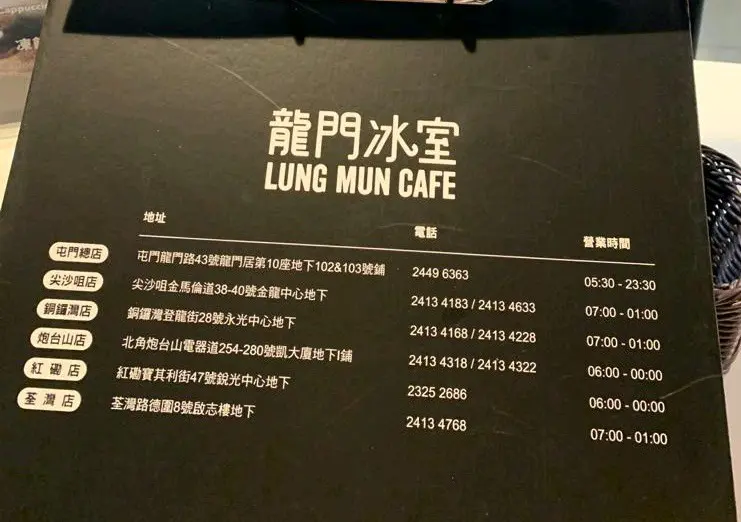 Cappuccin
龍門冰室
LUNG MUN CAFE
地址 電話 營業時間
屯門總店 屯門龍門路43號龍門居第10座地下102&103號鋪 2449 6363 05:30 - 23:30
尖沙咀店 尖沙咀金馬倫道38-40號金龍中心地下 2413 4183 / 2413 4633 07:00 - 01:00
銅鑼灣店 銅鑼灣登龍街28號永光中心地下 2413 4168 / 2413 4228
炮台山店 北角炮台山電器道254-280號凱大廈地下I鋪 2413 4318 / 2413 4322 06:00 - 00:00
紅磡店 紅磡寶其利街47號銳光中心地下 2325 2686 06:00 - 00:00
荃灣店 荃灣路德圍8號啟志樓地下 2413 4768 07:00 - 01:00